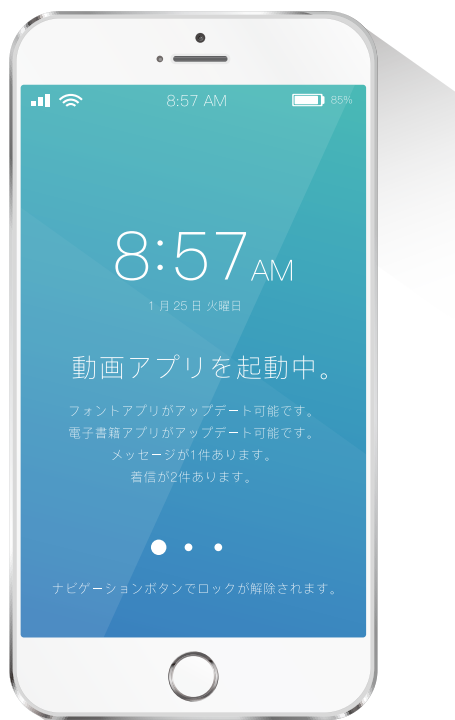 8:57 AM 85%
8:57 AM
1月25日 火曜日
動画アプリを起動中。
フォントアプリがアップデート可能です。
電子書籍アプリがアップデート可能です。
メッセージが1件あります。
着信が2件あります。
ナビゲーションボタンでロックが解除されます。